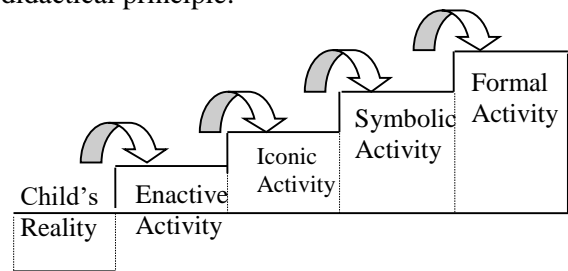 didactical principle.
Child's
Reality
Enactive
Activity
Iconic
Activity
Symbolic
Activity
Formal
Activity